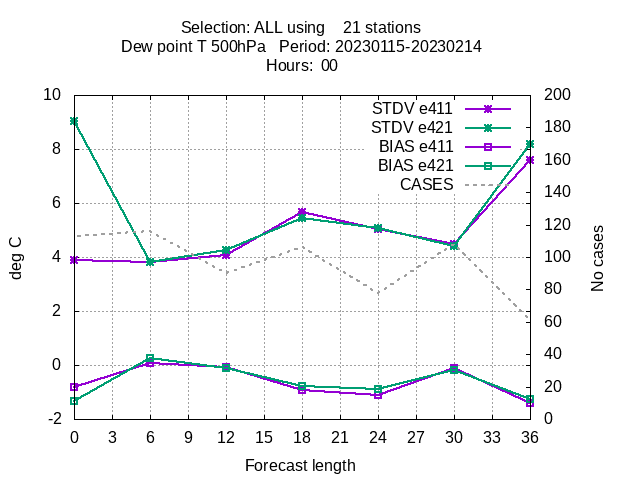 Selection: ALL using    21 stations
Dew point T 500hPa   Period: 20230115-20230214
Hours:  00
STDV e411
STDV e421
BIAS e411
BIAS e421
CASES
10
8
6
4
2
0
-2
deg C
200
180
160
140
120
100
80
60
40
20
0
No cases
0 3 6 9 12 15 18 21 24 27 30 33 36
Forecast length